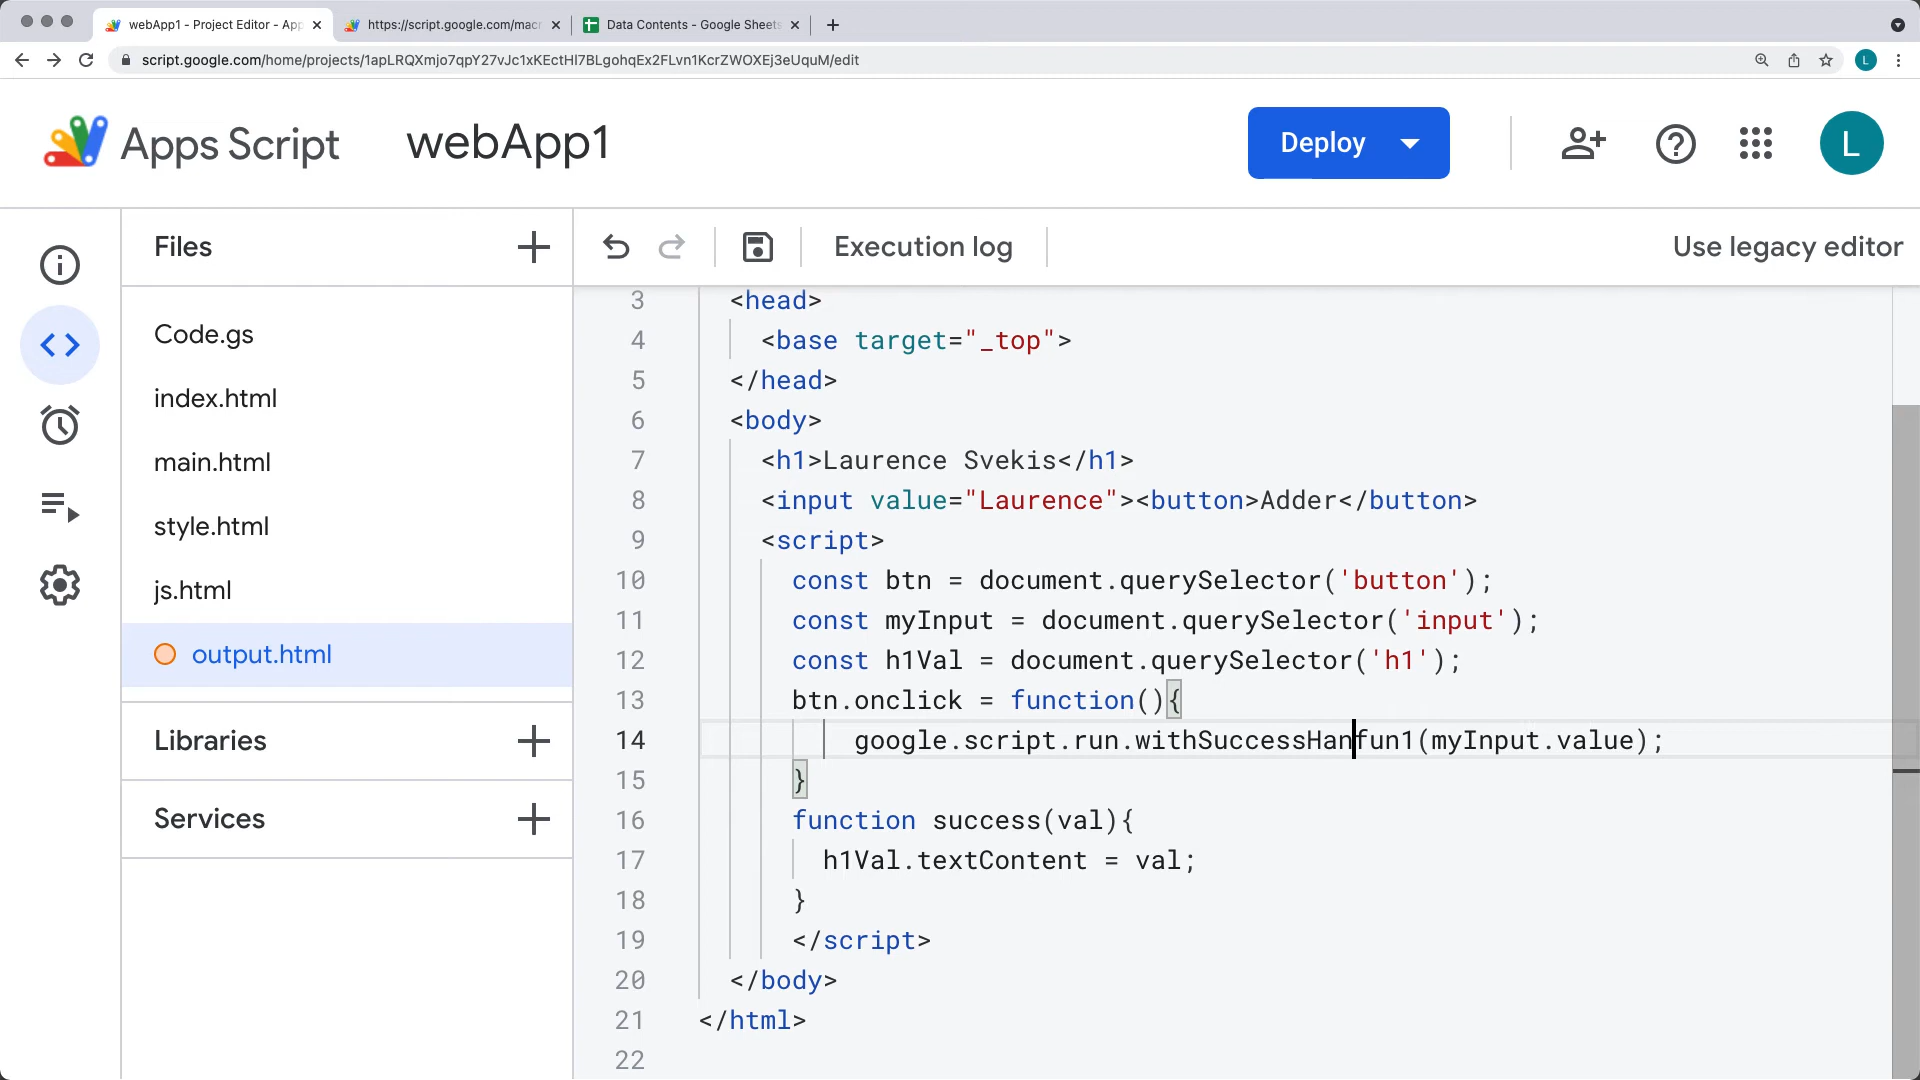 webApp1 - Project Editor - App
https://script.google.com/macr
Data Contents - Google Sheets
script.google.com/home/projects/1apLRQXmjo7qpY27vJc1xKEctHl7BLgohqEx2FLvn1KcrZWOXEj3eUquM/edit
L
Apps Script
webApp1
Deploy
L
Files
Execution log
Use legacy editor
Code.gs
index.html
main.html
style.html
js.html
output.html
Libraries
Services
3 <head>
4 <base target="_top">
5 </head>
6 <body>
7 <h1>Laurence Svekis</h1>
8 <input value="Laurence"><button>Adder</button>
9 <script>
10 const btn = document.querySelector('button');
11 const myInput = document.querySelector('input');
12 const h1Val = document.querySelector('h1');
13 btn.onclick = function(){
14 google.script.run.withSuccessHanfun1(myInput.value);
15 }
16 function success(val){
17 h1Val.textContent = val;
18 }
19 </script>
20 </body>
21 </html>
22